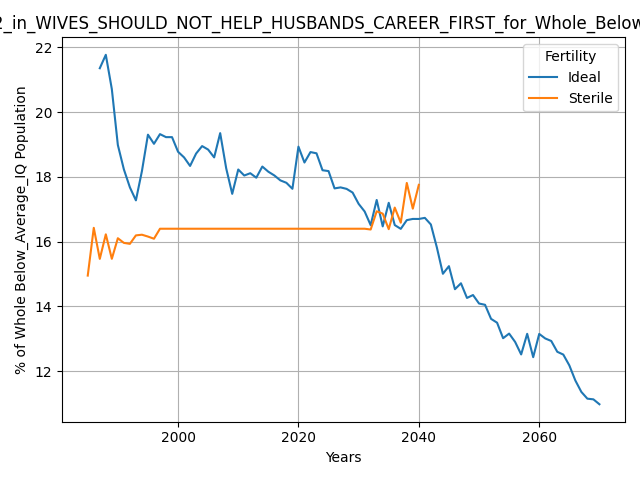 2_in_WIVES_SHOULD_NOT_HELP_HUSBANDS_CAREER_FIRST_for_Whole_Below
Fertility
Ideal
Sterile
% of Whole Below_Average_IQ Population
22
20
18
16
14
12
2000 2020 2040 2060
Years